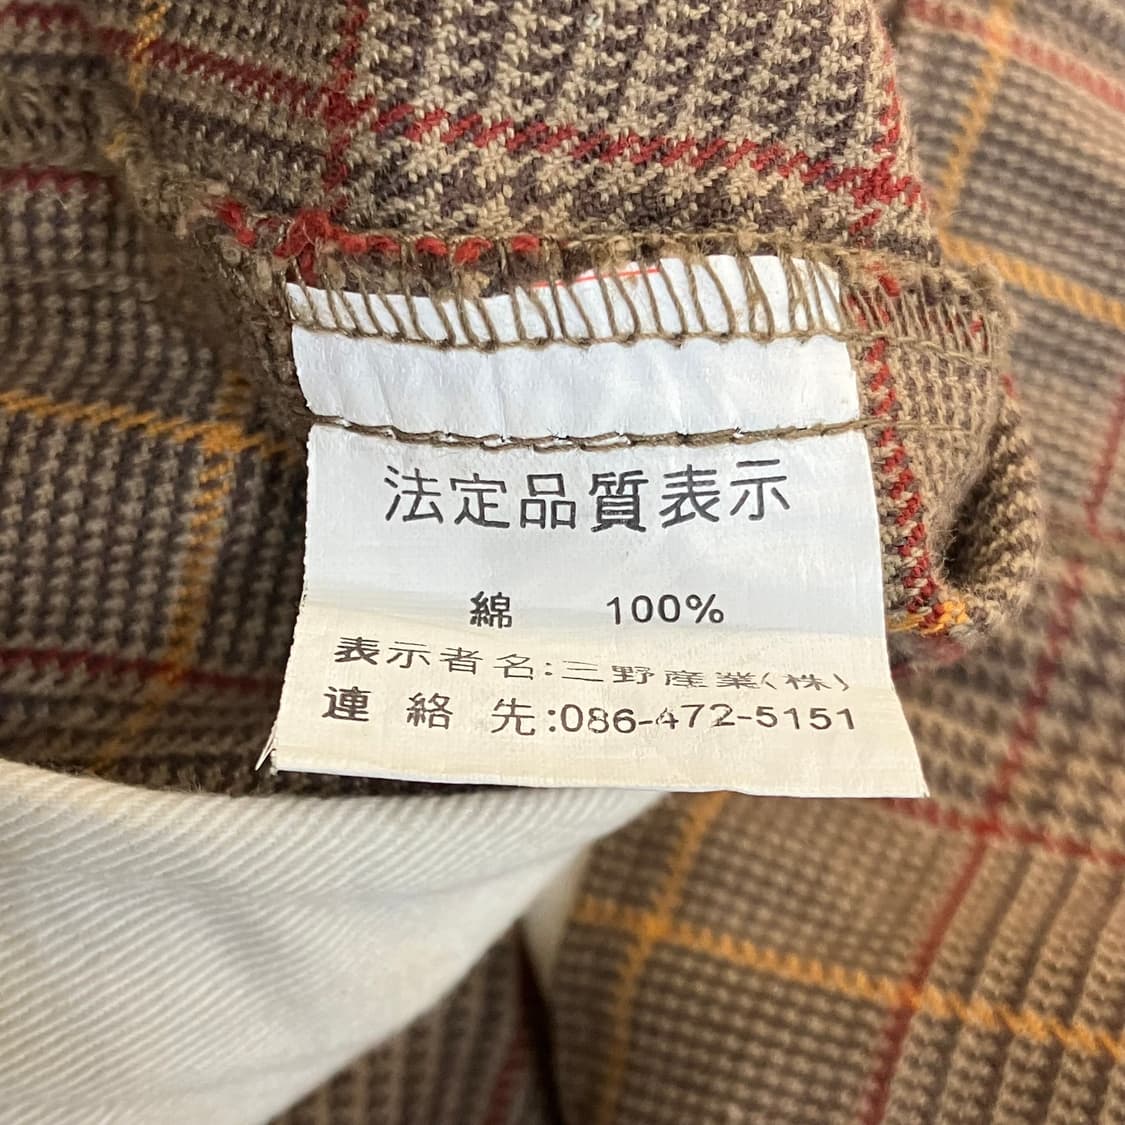 法定品質表示
綿 100%
表示者名:三野産業(株)
連絡先:086-472-5151